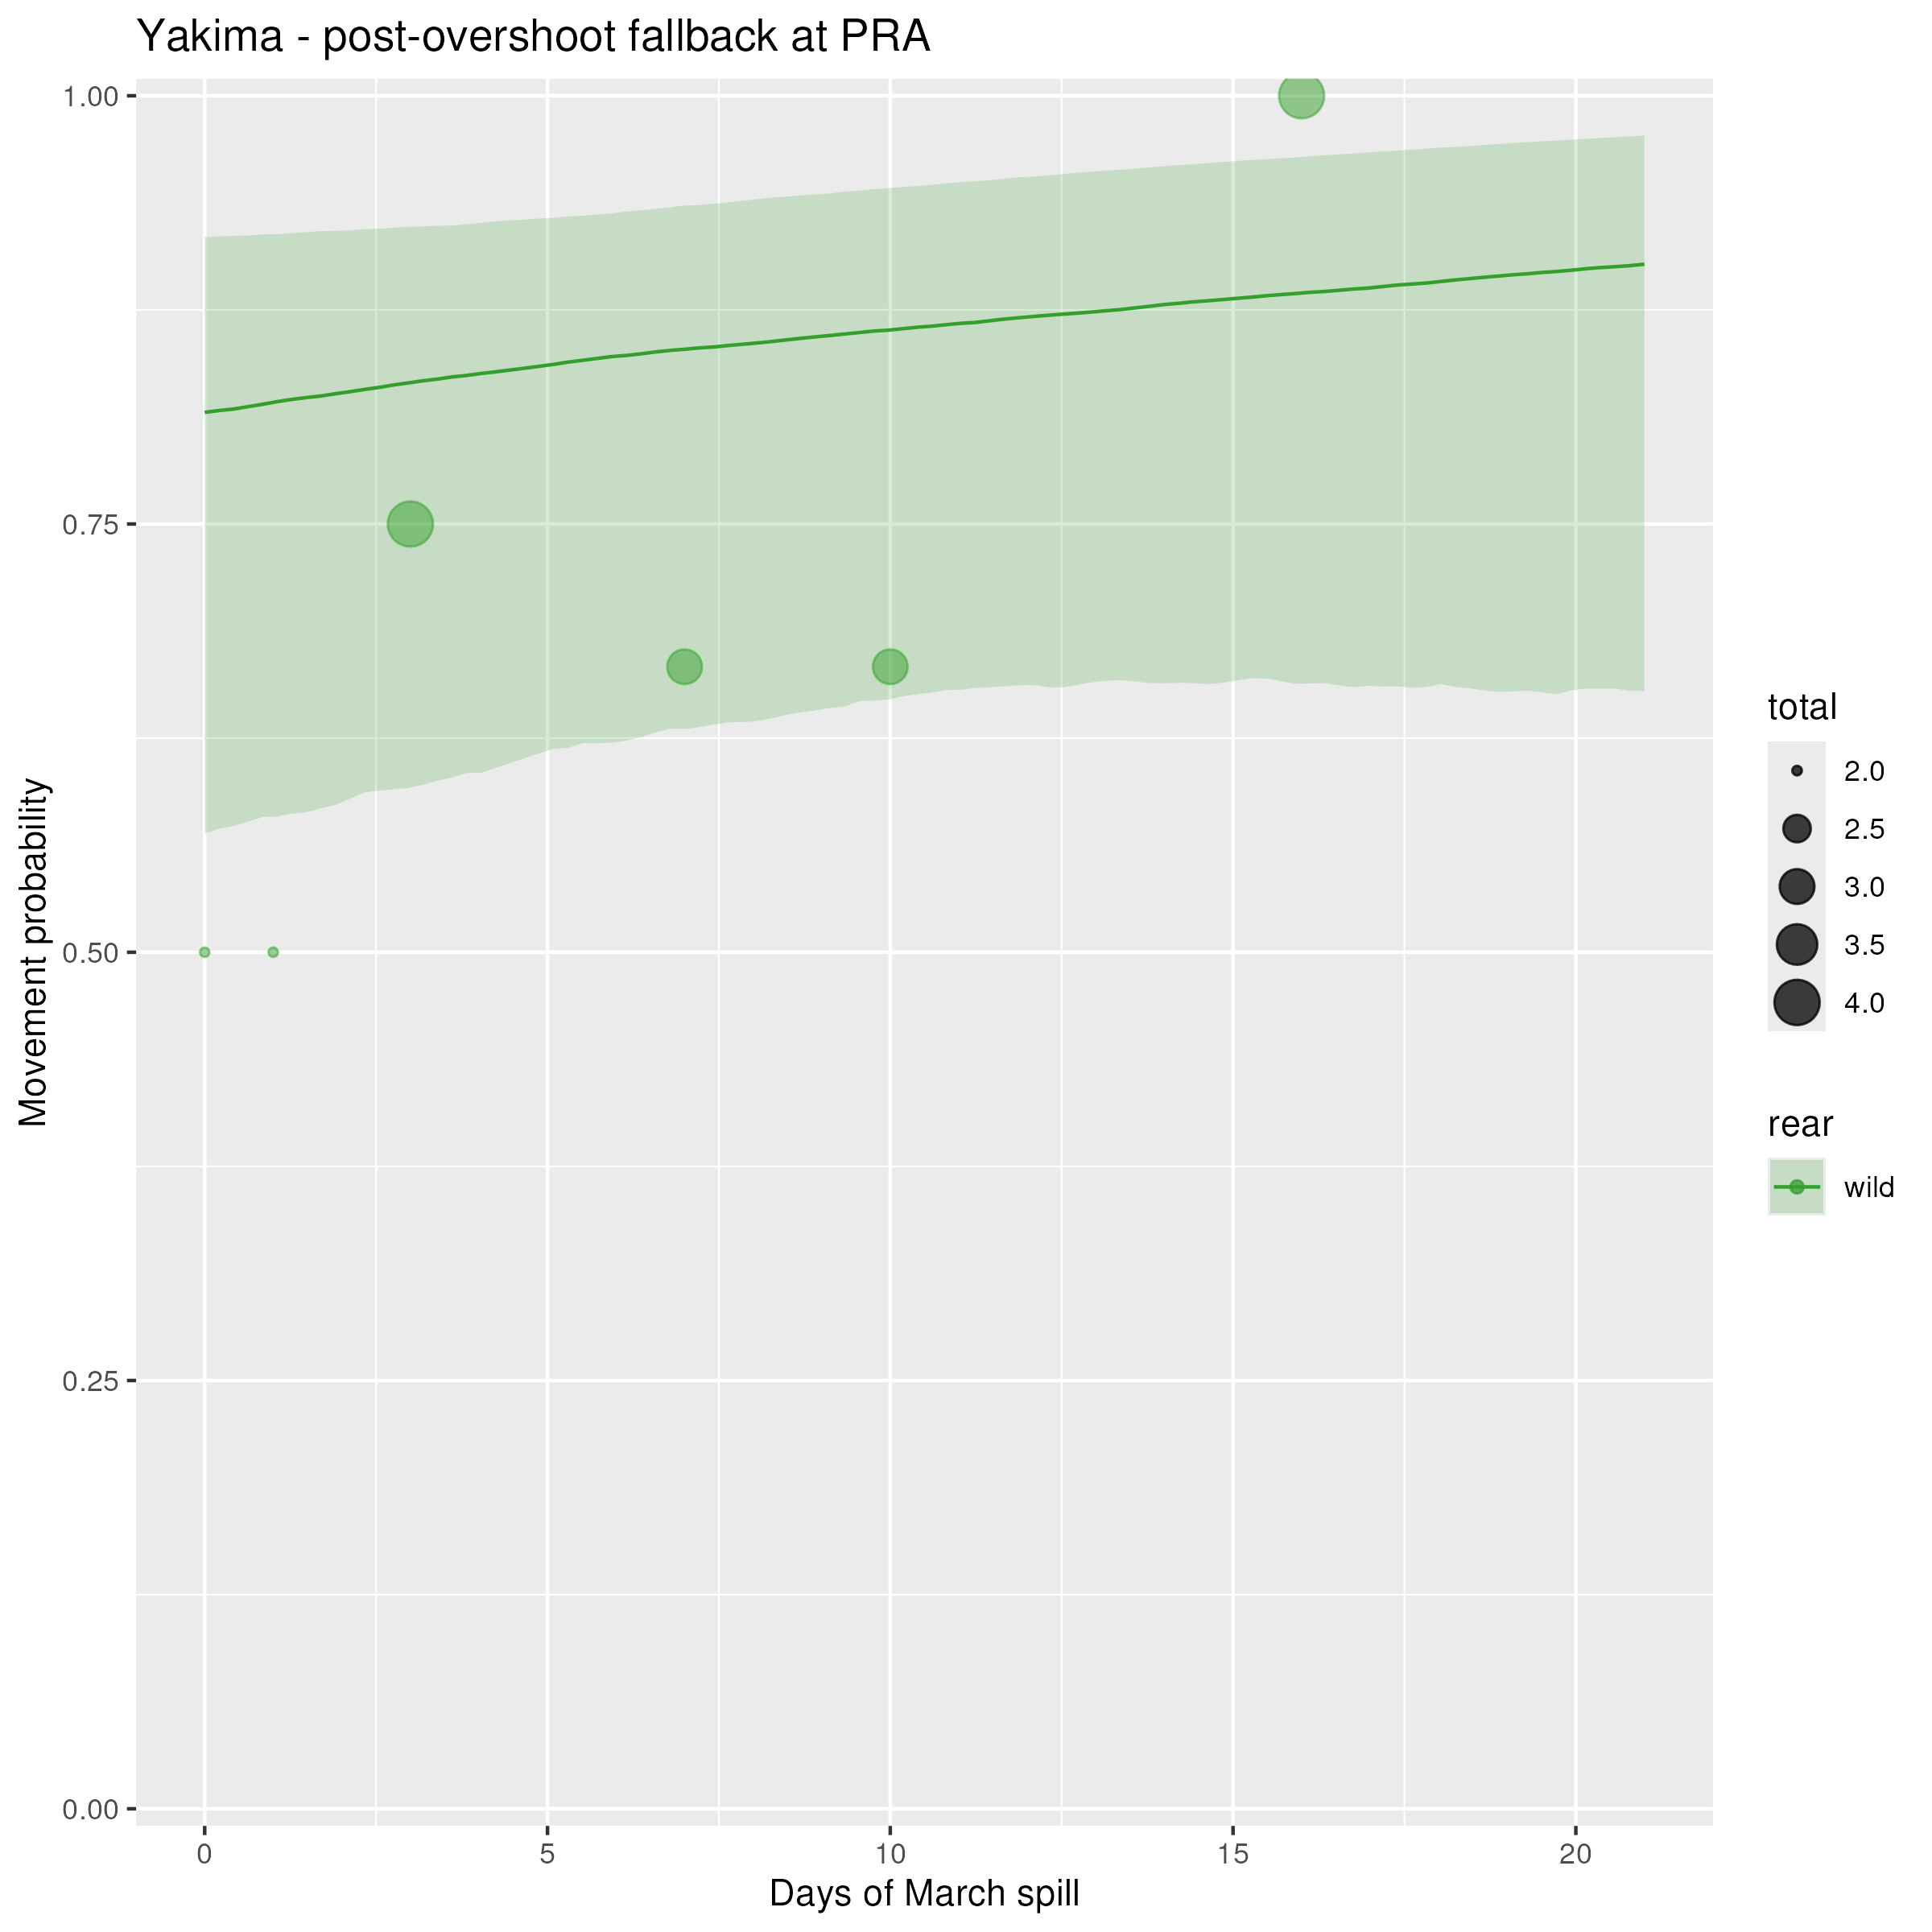 Yakima - post-overshoot fallback at PRA
1.00
0.75
0.50
0.25
0.00
Movement probability
0
5
10
15
20
Days of March spill
total
2.0
2.5
3.0
3.5
4.0
rear
wild